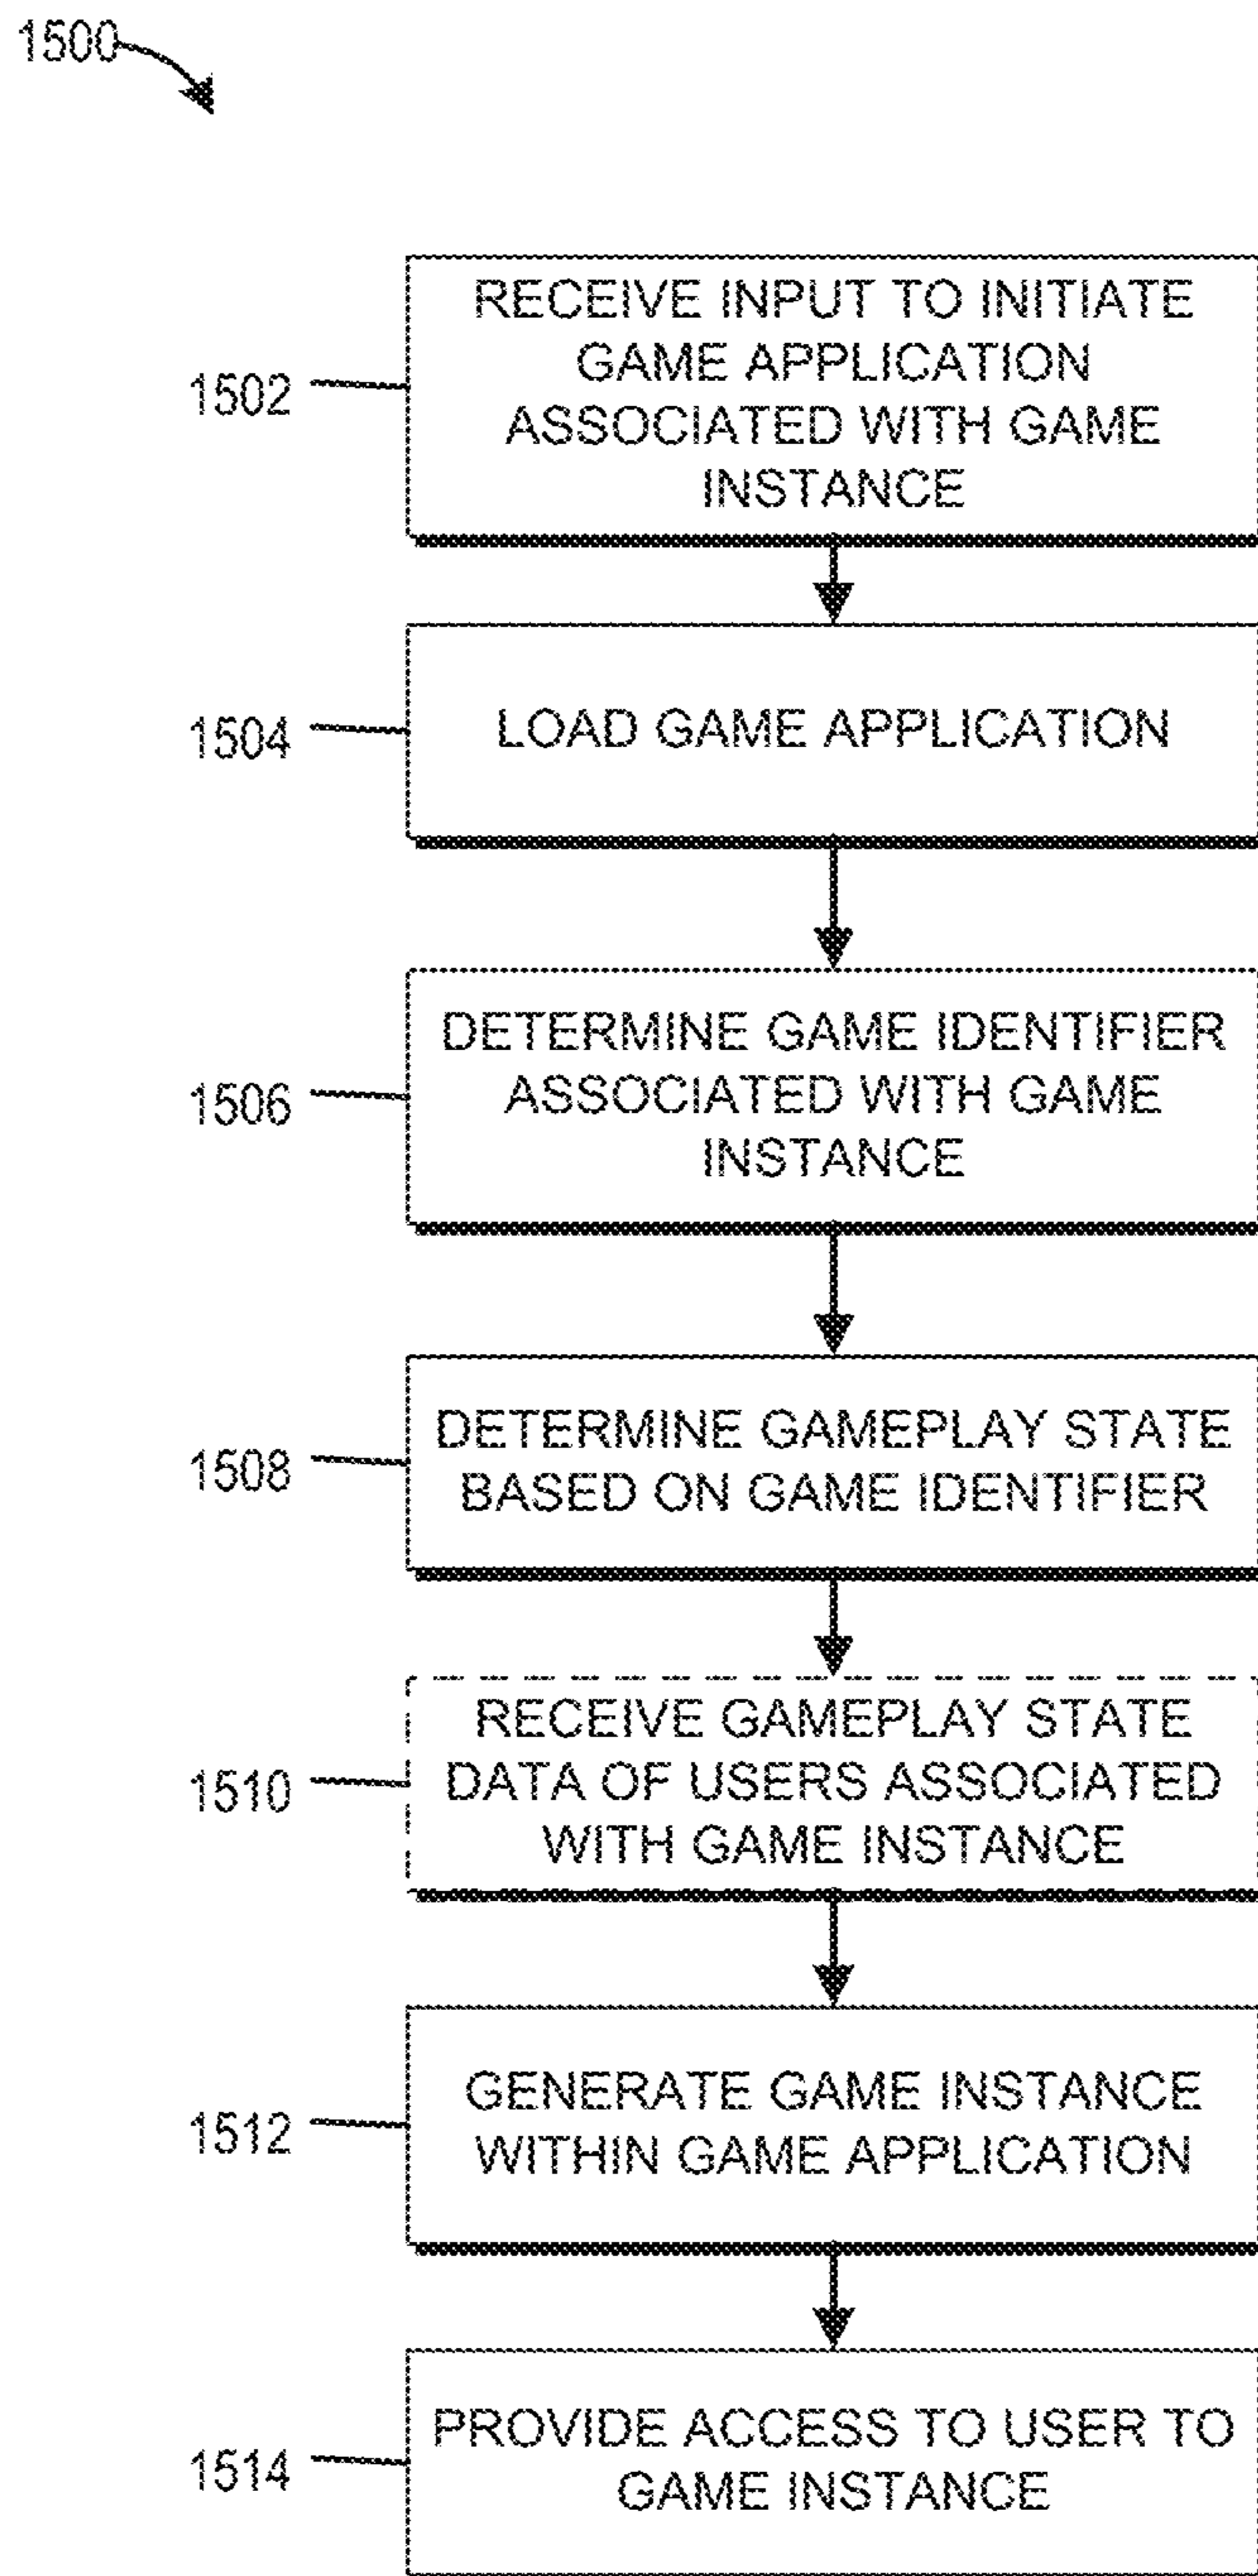 1500
RECEIVE INPUT TO INITIATE
GAME APPLICATION
ASSOCIATED WITH GAME
INSTANCE
1502
LOAD GAME APPLICATION
1504
DETERMINE GAME IDENTIFIER
ASSOCIATED WITH GAME
INSTANCE
1506
DETERMINE GAMEPLAY STATE
BASED ON GAME IDENTIFIER
1508
RECEIVE GAMEPLAY STATE
DATA OF USERS ASSOCIATED
WITH GAME INSTANCE
1510
GENERATE GAME INSTANCE
WITHIN GAME APPLICATION
1512
PROVIDE ACCESS TO USER TO
GAME INSTANCE
1514